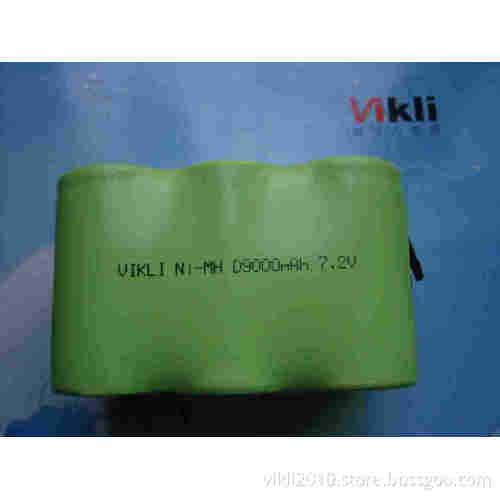 Vikli
VIKLI Ni-MH D9000mAh 7.2V
vikli2010.store.bossgoo.com